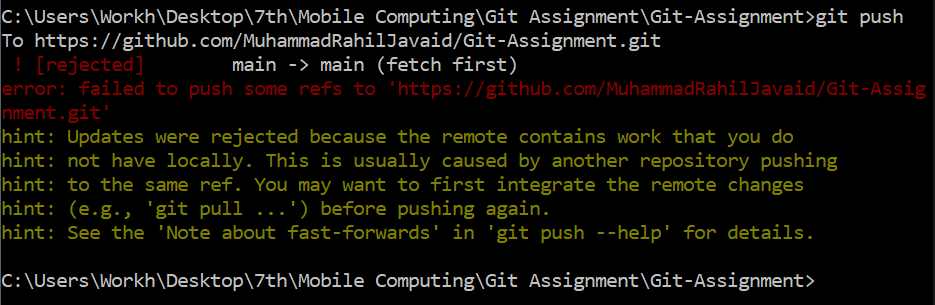 C:\Users\Workh\Desktop\7th\Mobile Computing\Git Assignment\Git-Assignment>git push
To https://github.com/MuhammadRahilJavaid/Git-Assignment.git
 ! [rejected]        main -> main (fetch first)
error: failed to push some refs to 'https://github.com/MuhammadRahilJavaid/Git-Assig
nment.git'
hint: Updates were rejected because the remote contains work that you do
hint: not have locally. This is usually caused by another repository pushing
hint: to the same ref. You may want to first integrate the remote changes
hint: (e.g., 'git pull ...') before pushing again.
hint: See the 'Note about fast-forwards' in 'git push --help' for details.
C:\Users\Workh\Desktop\7th\Mobile Computing\Git Assignment\Git-Assignment>